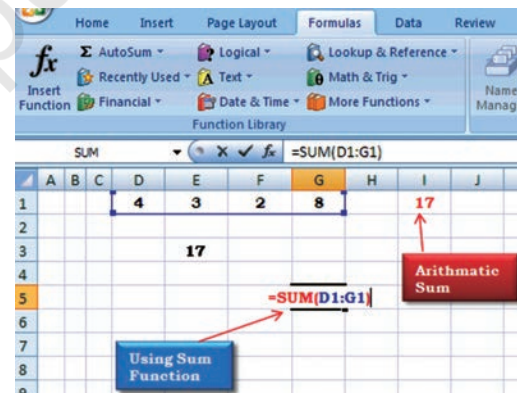 Home Insert Page Layout Formulas Data Review
Σ AutoSum Logical Lookup & Reference
fx Recently Used Text Math & Trig
Insert Function Financial Date & Time More Functions
Name
Manag
Function Library
SUM fx =SUM(D1:G1)
A B C D E F G H I J
1 4 3 2 8 17
2
3 17
4
Arithmatic
Sum
5 =SUM(D1:G1)
6
7
Using Sum
Function
8